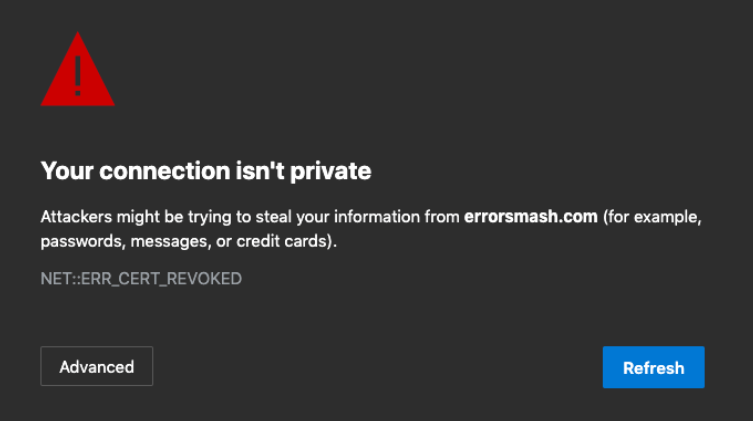 Your connection isn't private
Attackers might be trying to steal your information from errorsmash.com (for example,
passwords, messages, or credit cards).
NET::ERR_CERT_REVOKED
Advanced
Refresh